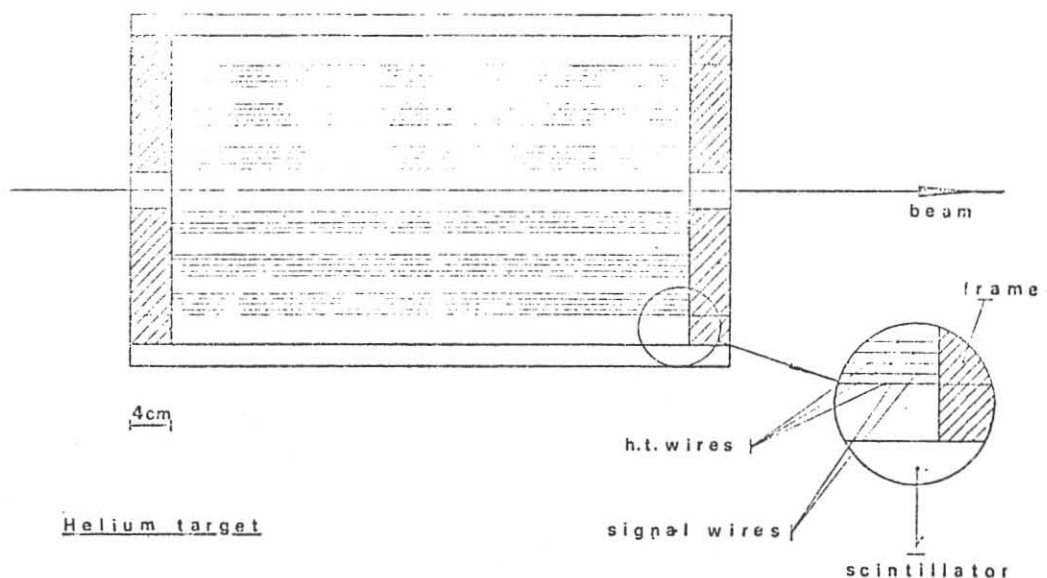 beam
frame
4cm
h.t. wires
Helium target
signal wires
scintillator